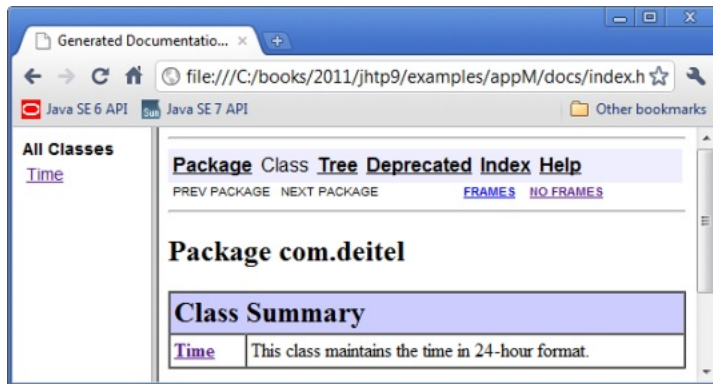 Generated Documentatio...
file:///C:/books/2011/jhtp9/examples/appM/docs/index.h
Java SE 6 API Sun Java SE 7 API Other bookmarks
All Classes
Time
Package Class Tree Deprecated Index Help
PREV PACKAGE NEXT PACKAGE FRAMES NO FRAMES
Package com.deitel
Class Summary
Time This class maintains the time in 24-hour format.